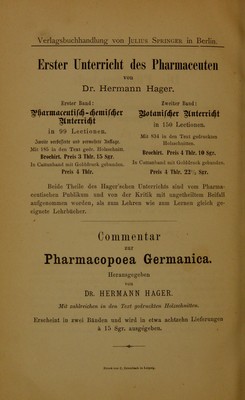 Verlagsbuchhandlung von Julius Springer in Berlin.
Erster Unterricht des Pharmaceuten
von
Dr. Hermann Hager.
Erster Band:
Pharmaceutisch-chemischer
Unterricht
in 99 Lectionen.
Zweite verbesserte und vermehrte Auflage.
Mit 105 in den Text gedr. Holzschnitt.
Broschirt. Preis 3 Thlr. 15 Sgr.
In Cottonband mit Golddruck gebunden.
Preis 4 Thlr.
Zweiter Band:
Botanischer Unterricht
in 150 Lectionen.
Mit 934 in den Text gedruckten
Holzschnitten.
Broschirt. Preis 4 Thlr. 10 Sgr.
In Cottonband mit Golddruck gebunden.
Preis 4 Thlr. 22½ Sgr.
Beide Theile des Hager'schen Unterrichts sind vom Pharma-
ceutischen Publikum und von der Kritik mit ungetheiltem Beifall
aufgenommen worden, als zum Lehren wie zum Lernen gleich ge-
eignete Lehrbücher.
Commentar
zur
Pharmacopoea Germanica.
Herausgegeben
von
Dr. HERMANN HAGER.
Mit zahlreichen in den Text gedruckten Holzschnitten.
Erscheint in zwei Bänden und wird in etwa achtzehn Lieferungen
à 15 Sgr. ausgegeben.